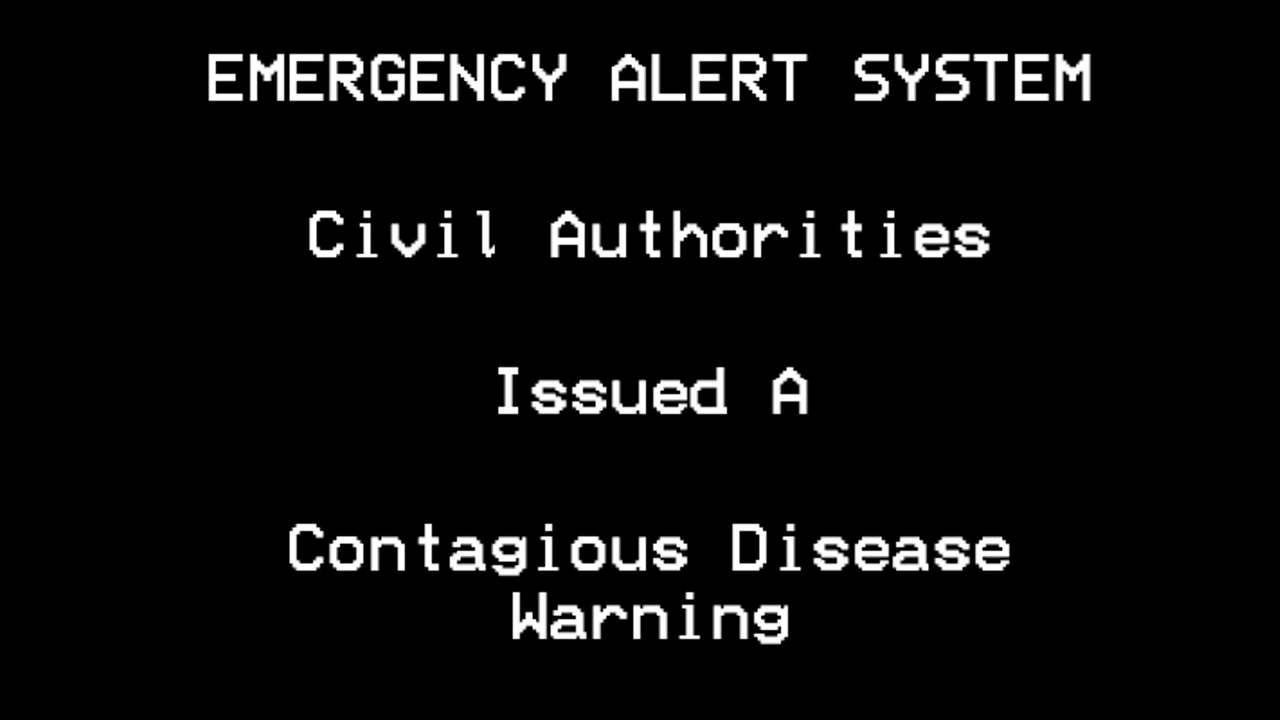 EMERGENCY ALERT SYSTEM
Civil Authorities
Issued A
Contagious Disease
Warning